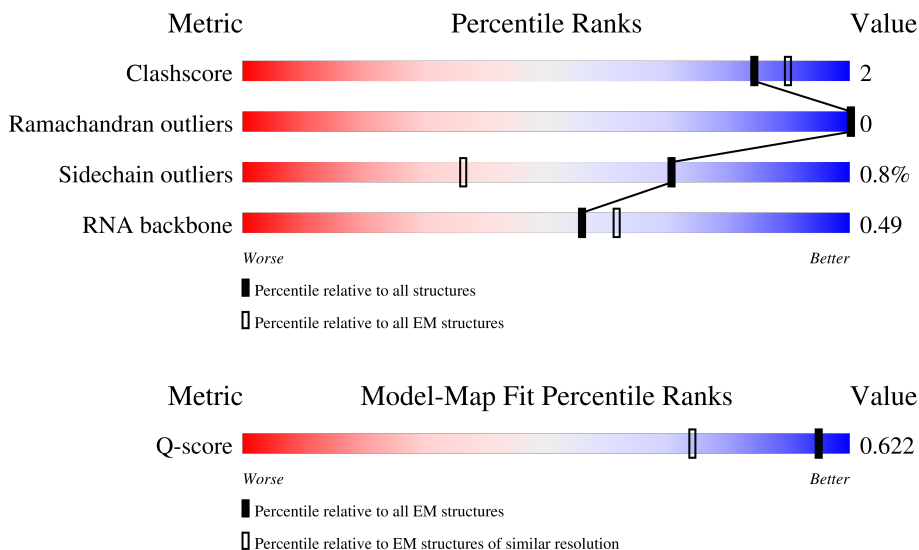 Metric Percentile Ranks Value
Clashscore 2
Ramachandran outliers 0
Sidechain outliers 0.8%
RNA backbone 0.49
Worse Better
Percentile relative to all structures
Percentile relative to all EM structures
Metric Model-Map Fit Percentile Ranks Value
Q-score 0.622
Worse Better
Percentile relative to all EM structures
Percentile relative to EM structures of similar resolution